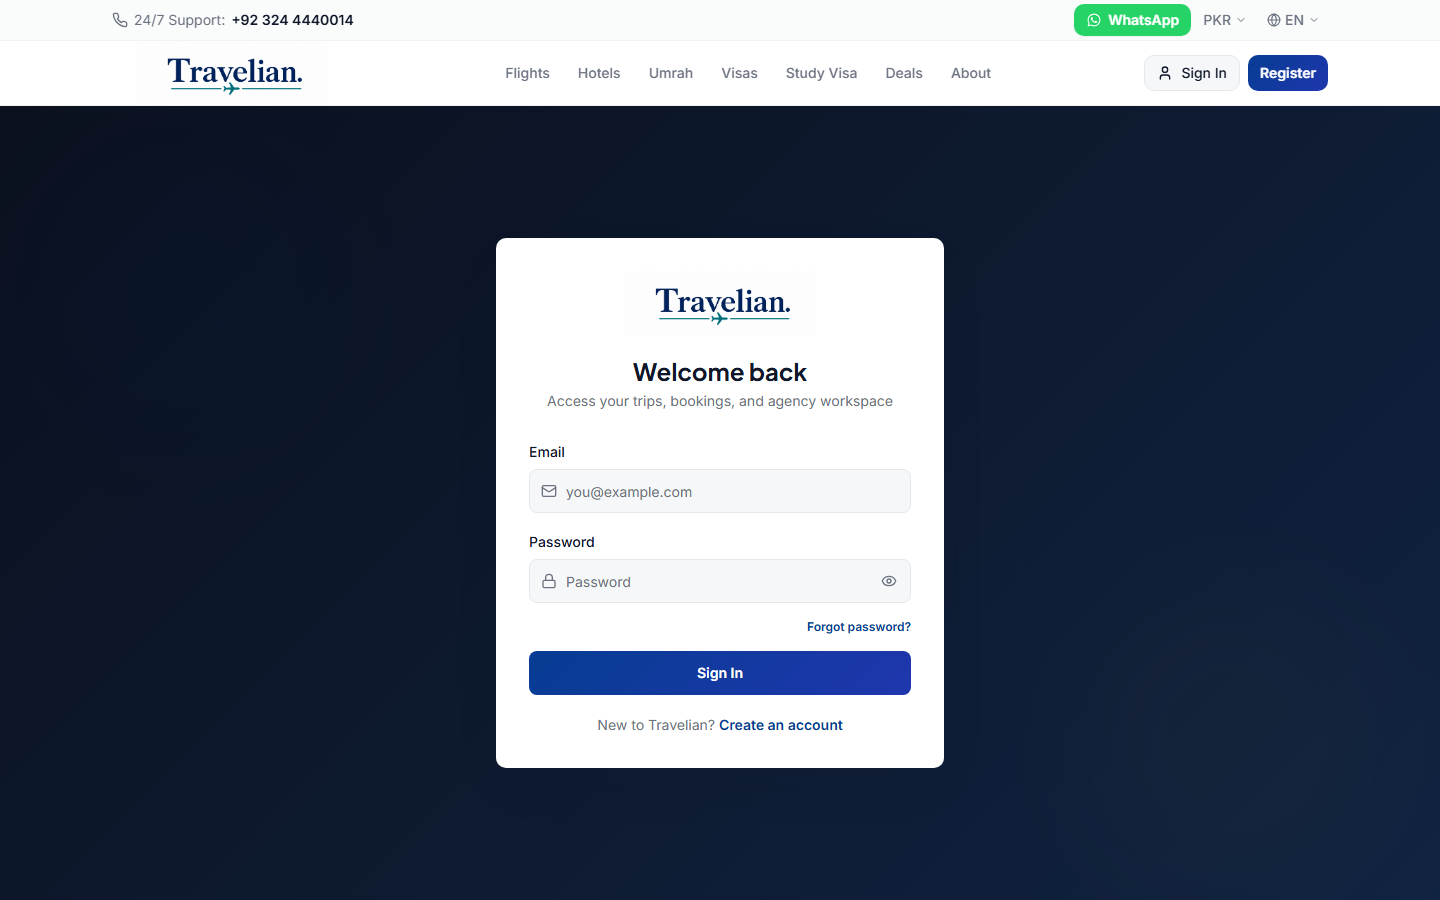 24/7 Support: +92 324 4440014
WhatsApp
PKR
EN
Travelian.
Flights
Hotels
Umrah
Visas
Study Visa
Deals
About
Sign In
Register
Travelian.
Welcome back
Access your trips, bookings, and agency workspace
Email
you@example.com
Password
Password
Forgot password?
Sign In
New to Travelian? Create an account